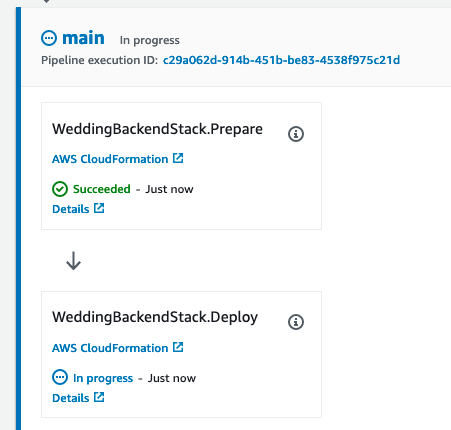 main In progress
Pipeline execution ID: c29a062d-914b-451b-be83-4538f975c21d
WeddingBackendStack.Prepare
AWS CloudFormation
Succeeded - Just now
Details
WeddingBackendStack.Deploy
AWS CloudFormation
In progress - Just now
Details